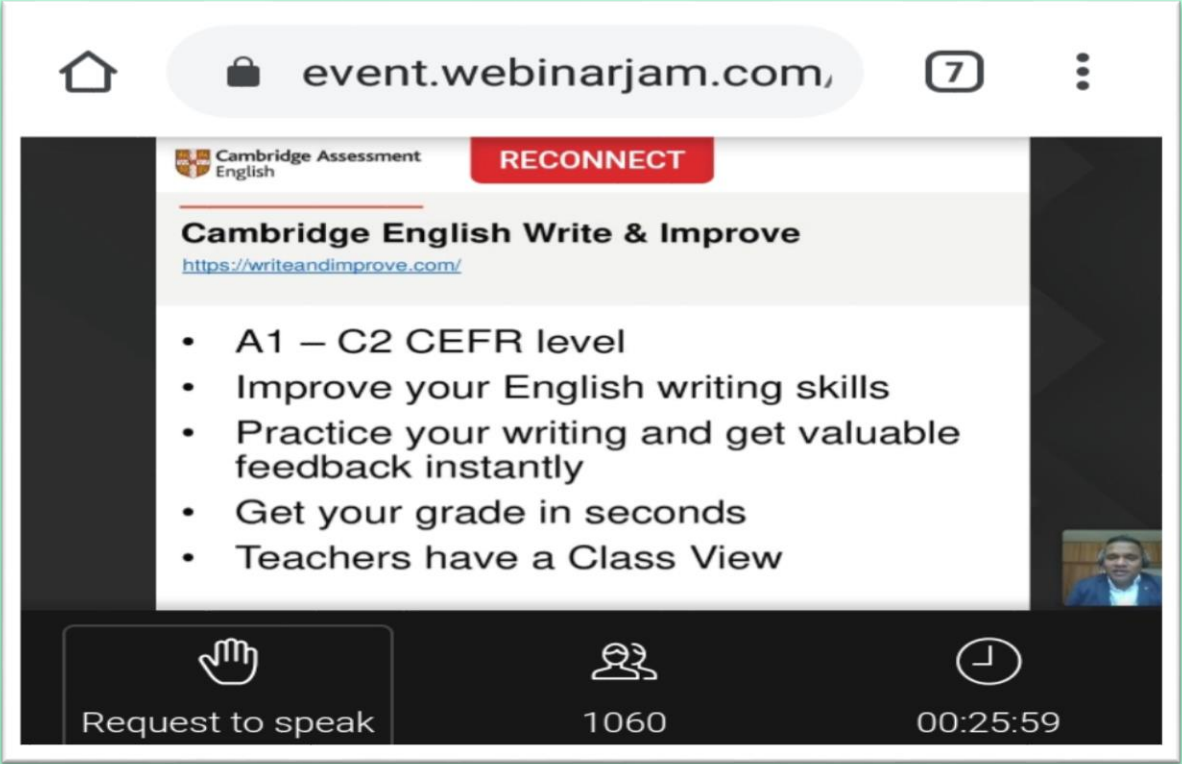 event.webinarjam.com,
7
Cambridge Assessment
English
RECONNECT
Cambridge English Write & Improve
https://writeandimprove.com/
• A1 – C2 CEFR level
• Improve your English writing skills
• Practice your writing and get valuable
feedback instantly
• Get your grade in seconds
• Teachers have a Class View
Request to speak
1060
00:25:59